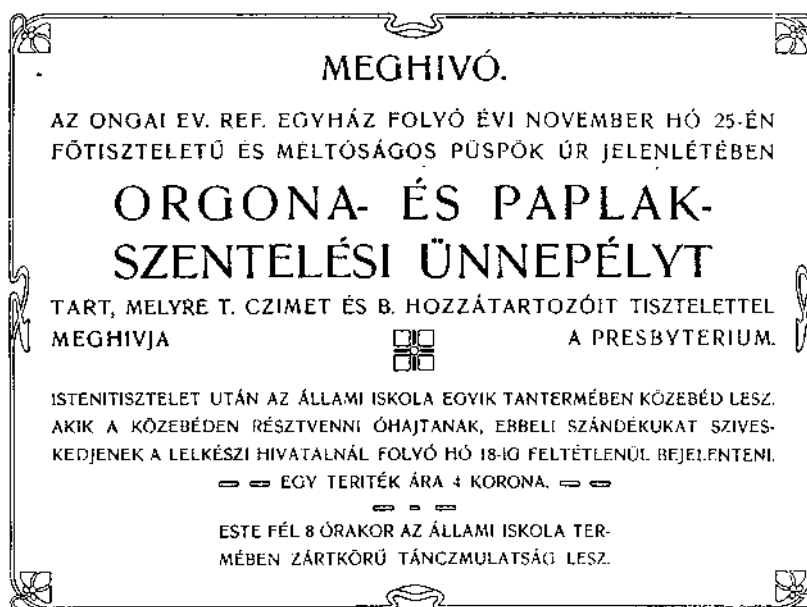 MEGHIVÓ.
AZ ONGAI EV. REF. EGYHÁZ FOLYÓ ÉVI NOVEMBER HÓ 25-ÉN
FŐTISZTELETŰ ÉS MÉLTÓSÁGOS PÜSPÖK ÚR JELENLÉTÉBEN
ORGONA- ÉS PAPLAK-
SZENTELÉSI ÜNNEPÉLYT
TART, MELYRE T. CZIMET ÉS B. HOZZÁTARTOZÓIT TISZTELETTEL
MEGHIVJA A PRESBYTERIUM.
ISTENITISZTELET UTÁN AZ ÁLLAMI ISKOLA EGYIK TANTERMÉBEN KÖZEBÉD LESZ.
AKIK A KÖZEBÉDEN RÉSZTVENNI ÓHAJTANAK, EBBELI SZÁNDÉKUKAT SZIVES-
KEDJENEK A LELKÉSZI HIVATALNÁL FOLYÓ HÓ 18-IG FELTÉTLENÜL BEJELENTENI.
EGY TERITÉK ÁRA 4 KORONA.
ESTE FÉL 8 ÓRAKOR AZ ÁLLAMI ISKOLA TER-
MÉBEN ZÁRTKÖRŰ TÁNCZMULATSÁG LESZ.